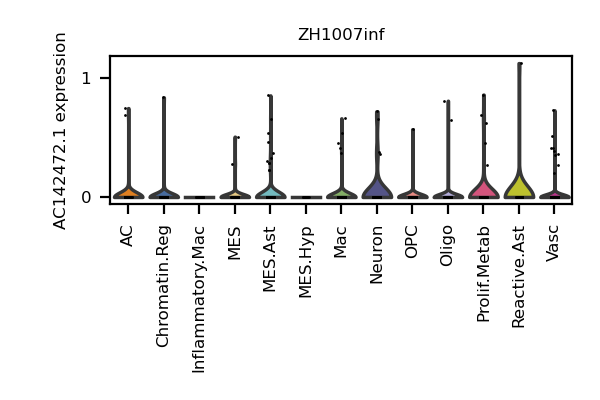 ZH1007inf
AC142472.1 expression
1
0
AC
Chromatin.Reg
Inflammatory.Mac
MES
MES.Ast
MES.Hyp
Mac
Neuron
OPC
Oligo
Prolif.Metab
Reactive.Ast
Vasc